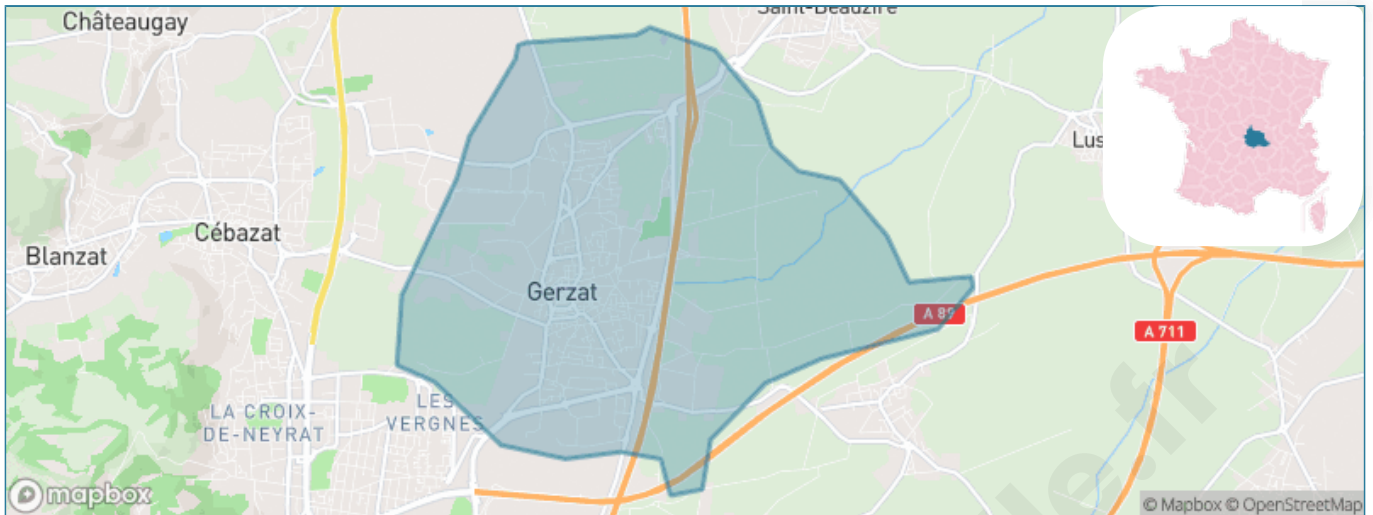 Châteaugay
Saint-Beauzire
Lus
Cébazat
Blanzat
Gerzat
A 89
A 711
LA CROIX-
DE-NEYRAT
LES
VERGNES
mapbox
© Mapbox © OpenStreetMap